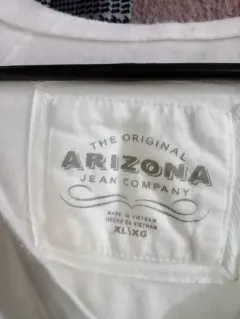 THE ORIGINAL
ARIZONA
JEAN COMPANY
MADE IN VIETNAM
HECHO EN VIETNAM
XL\XG